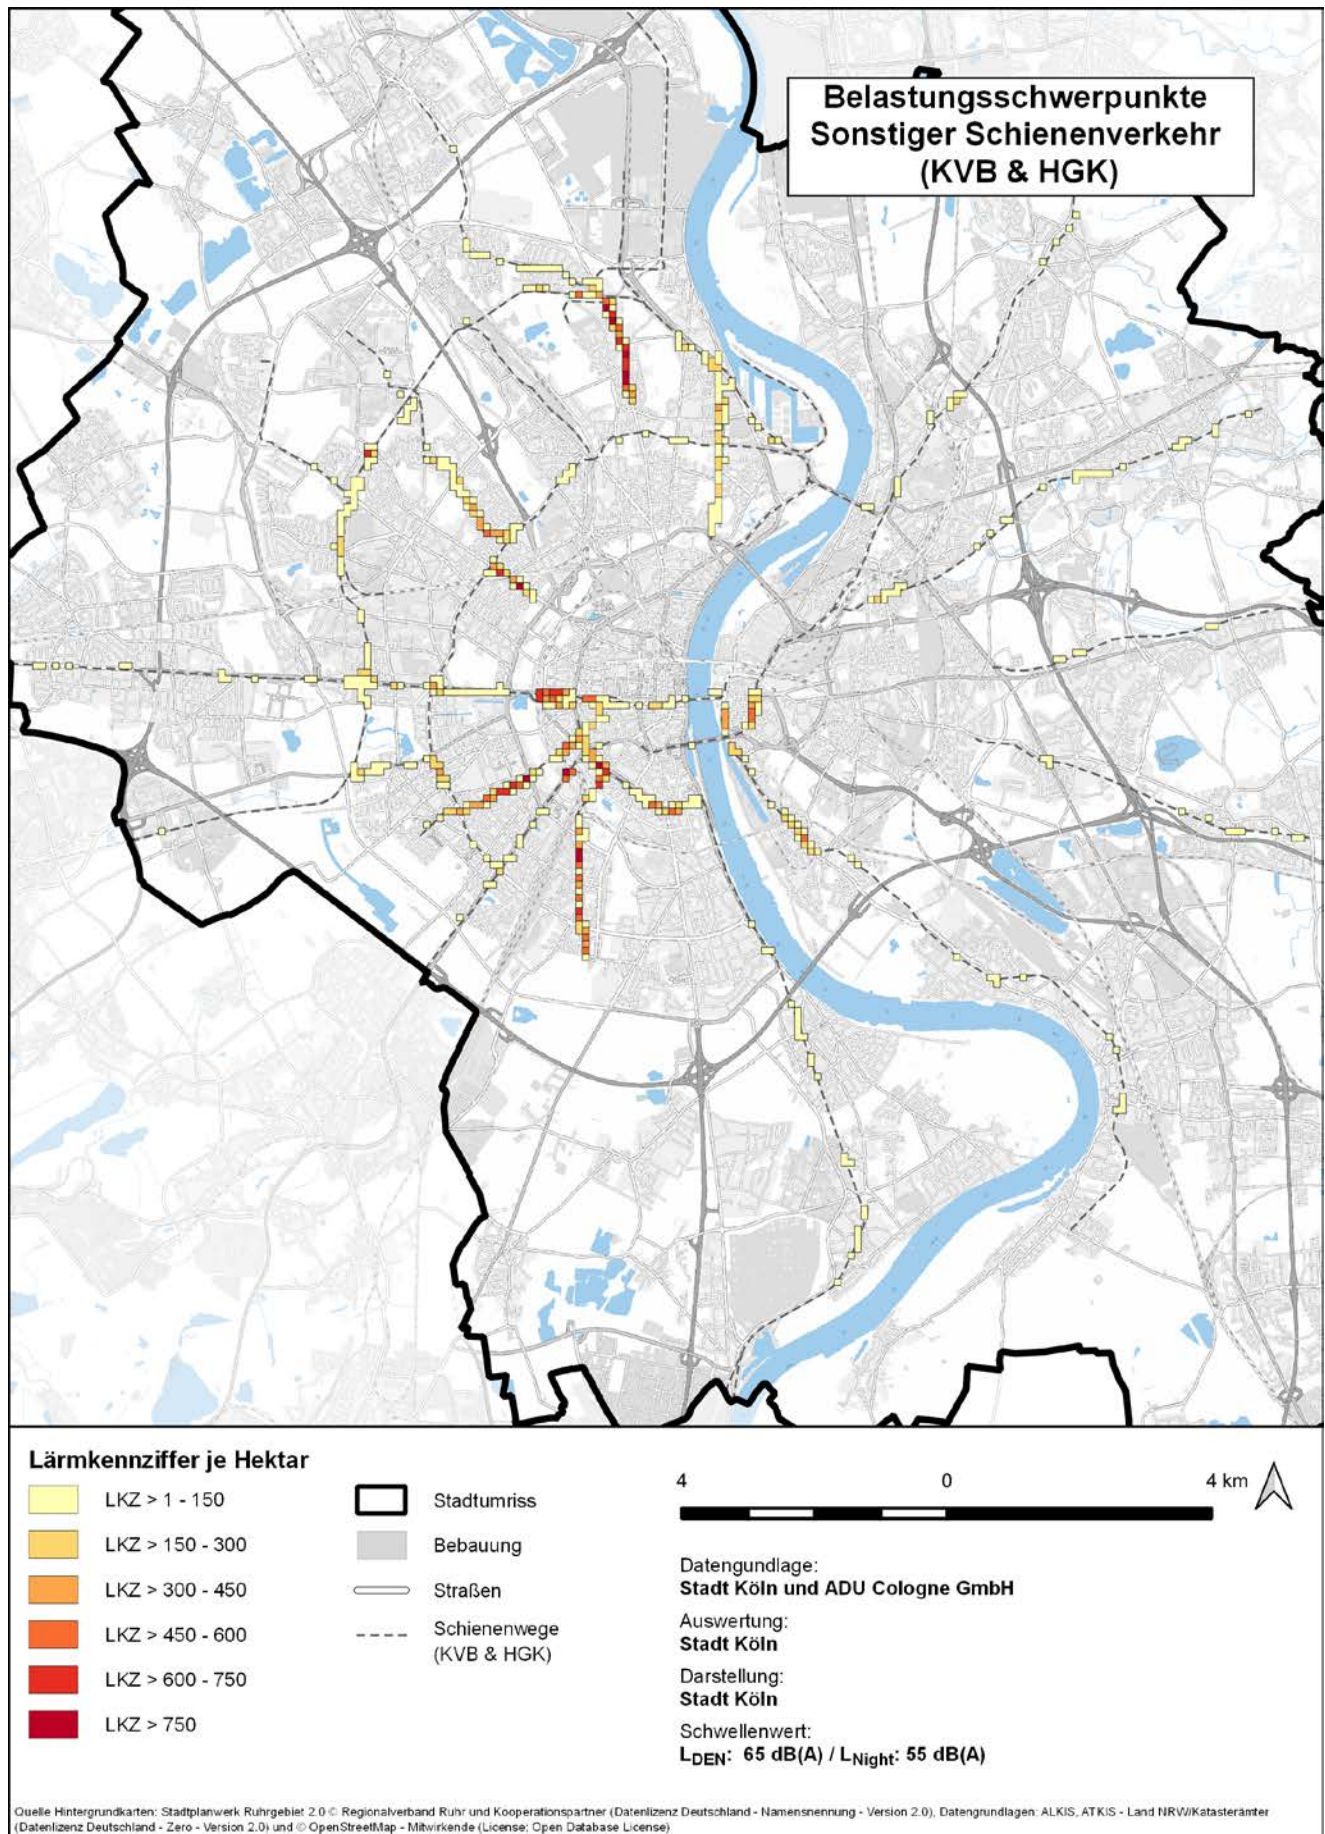 Belastungsschwerpunkte
Sonstiger Schienenverkehr
(KVB & HGK)
Lärmkennziffer je Hektar
LKZ > 1 - 150
LKZ > 150 - 300
LKZ > 300 - 450
LKZ > 450 - 600
LKZ > 600 - 750
LKZ > 750
Stadtumriss
Bebauung
Straßen
Schienenwege
(KVB & HGK)
4 0 4 km
Datengundlage:
Stadt Köln und ADU Cologne GmbH
Auswertung:
Stadt Köln
Darstellung:
Stadt Köln
Schwellenwert:
LDEN: 65 dB(A) / LNight: 55 dB(A)
Quelle Hintergrundkarten: Stadtplanwerk Ruhrgebiet 2.0 © Regionalverband Ruhr und Kooperationspartner (Datenlizenz Deutschland - Namensnennung - Version 2.0), Datengrundlagen: ALKIS, ATKIS - Land NRW/Katasterämter
(Datenlizenz Deutschland - Zero - Version 2.0) und © OpenStreetMap - Mitwirkende (License: Open Database License)